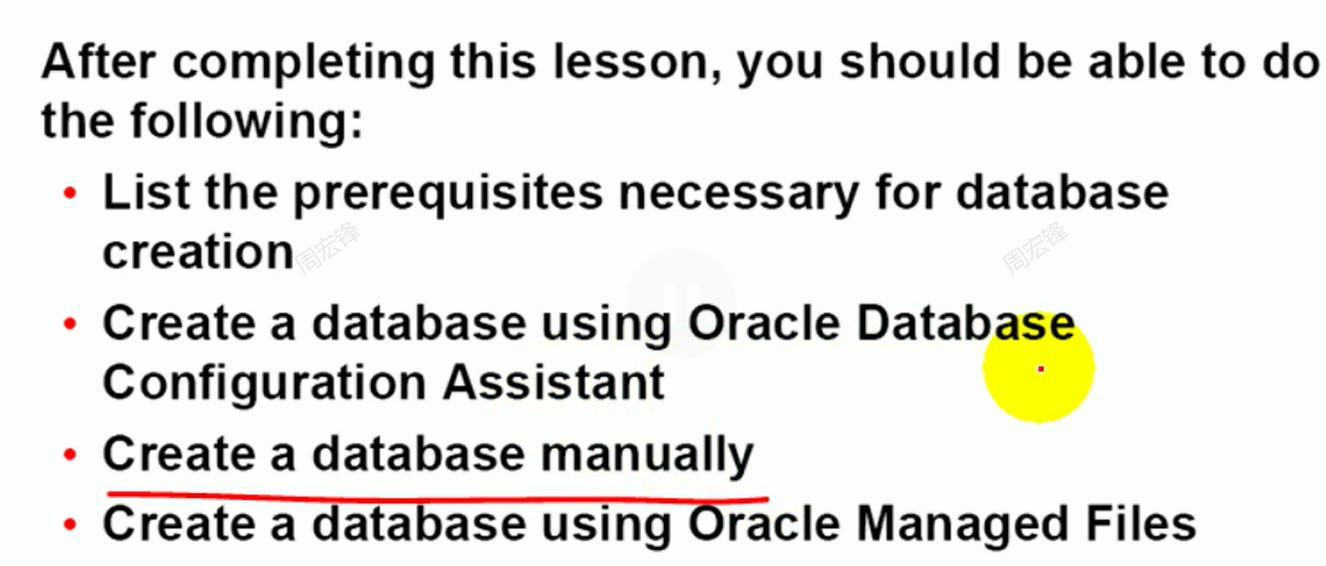 After completing this lesson, you should be able to do
the following:
• List the prerequisites necessary for database
creation
周宏锋
周宏锋
• Create a database using Oracle Database
Configuration Assistant
• Create a database manually
• Create a database using Oracle Managed Files